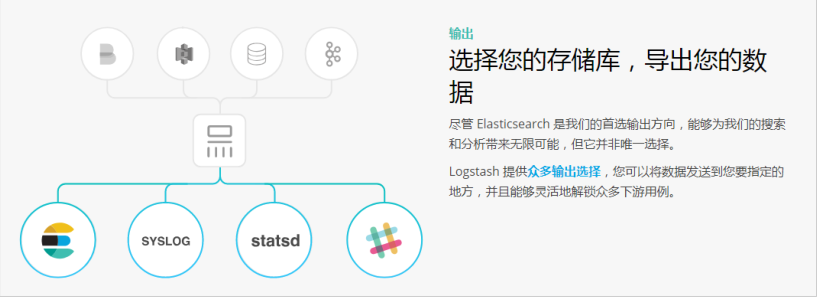 输出
选择您的存储库，导出您的数
据
尽管 Elasticsearch 是我们的首选输出方向，能够为我们的搜索
和分析带来无限可能，但它并非唯一选择。
Logstash 提供众多输出选择，您可以将数据发送到您要指定的
地方，并且能够灵活地解锁众多下游用例。
SYSLOG
statsd